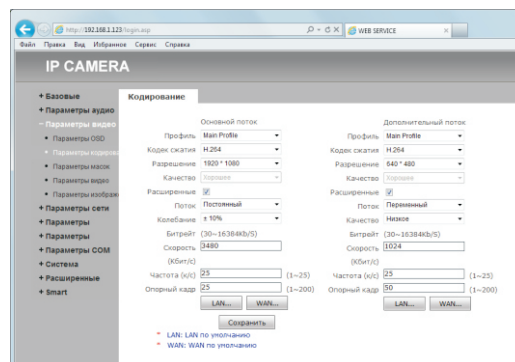 http://192.168.1.123/login.asp
WEB SERVICE
Файл Правка Вид Избранное Сервис Справка
IP CAMERA
+ Базовые
+ Параметры аудио
− Параметры видео
• Параметры OSD
• Параметры кодирова
• Параметры масок
• Параметры видео
• Параметры изображ
+ Параметры сети
+ Параметры
+ Параметры
+ Параметры COM
+ Система
+ Расширенные
+ Smart
Кодирование
Основной поток
Профиль Main Profile
Кодек сжатия H.264
Разрешение 1920 * 1080
Качество Хорошее
Расширенные
Поток Постоянный
Колебание ± 10%
Битрейт (30~16384Kb/S)
Скорость 3480
(Кбит/с)
Частота (к/с) 25 (1~25)
Опорный кадр 25 (1~200)
LAN... WAN...
Дополнительный поток
Профиль Main Profile
Кодек сжатия H.264
Разрешение 640 * 480
Качество Хорошее
Расширенные
Поток Переменный
Качество Низкое
Битрейт (30~16384Kb/S)
Скорость 1024
(Кбит/с)
Частота (к/с) 25 (1~25)
Опорный кадр 50 (1~200)
LAN... WAN...
Сохранить
* LAN: LAN по умолчанию
* WAN: WAN по умолчанию